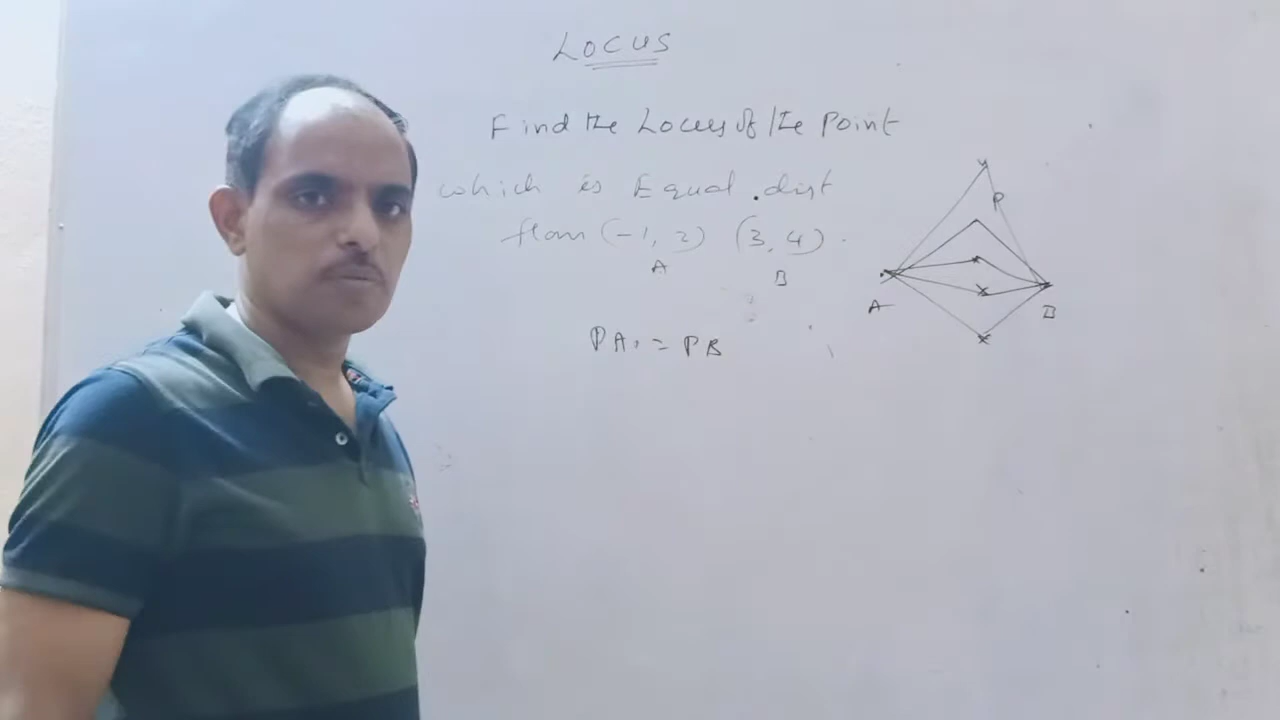 Locus
Find the Locus of the Point
which is Equal dist
from (-1, 2) (3, 4)
A B
P
A B
PA = PB